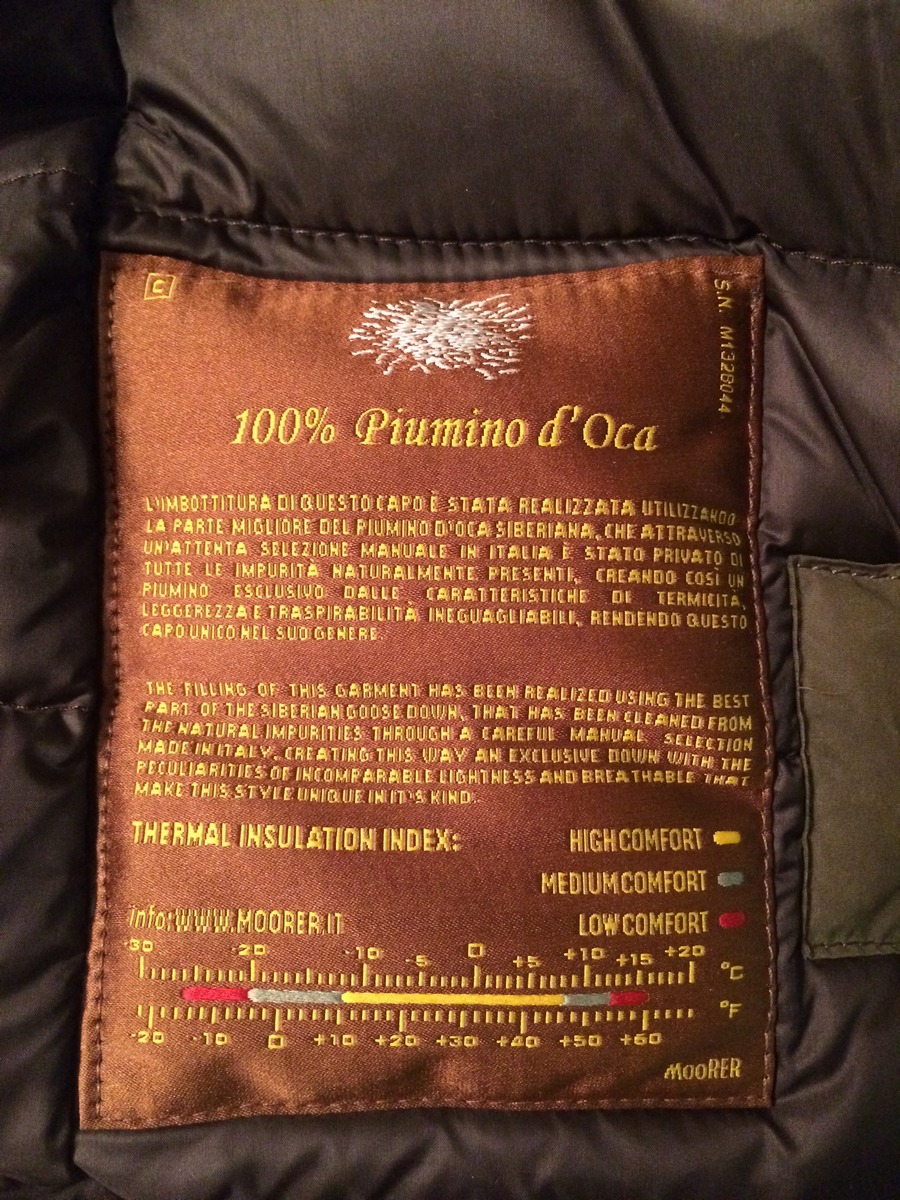 C
S.N. M1328044
100% Piumino d'Oca
L'IMBOTTITURA DI QUESTO CAPO È STATA REALIZZATA UTILIZZANDO
LA PARTE MIGLIORE DEL PIUMINO D'OCA SIBERIANA, CHE ATTRAVERSO
UN'ATTENTA SELEZIONE MANUALE IN ITALIA È STATO PRIVATO DI
TUTTE LE IMPURITÀ NATURALMENTE PRESENTI, CREANDO COSÌ UN
PIUMINO ESCLUSIVO DALLE CARATTERISTICHE DI TERMICITÀ,
LEGGEREZZA E TRASPIRABILITÀ INEGUAGLIABILI, RENDENDO QUESTO
CAPO UNICO NEL SUO GENERE.
THE FILLING OF THIS GARMENT HAS BEEN REALIZED USING THE BEST
PART OF THE SIBERIAN GOOSE DOWN, THAT HAS BEEN CLEANED FROM
THE NATURAL IMPURITIES THROUGH A CAREFUL MANUAL SELECTION
MADE IN ITALY, CREATING THIS WAY AN EXCLUSIVE DOWN WITH THE
PECULIARITIES OF INCOMPARABLE LIGHTNESS AND BREATHABLE THAT
MAKE THIS STYLE UNIQUE IN IT'S KIND.
THERMAL INSULATION INDEX: HIGH COMFORT
MEDIUM COMFORT
info:WWW.MOORER.IT LOW COMFORT
-30 -20 -10 -5 0 +5 +10 +15 +20
°C
°F
-20 -10 0 +10 +20 +30 +40 +50 +60
MOORER